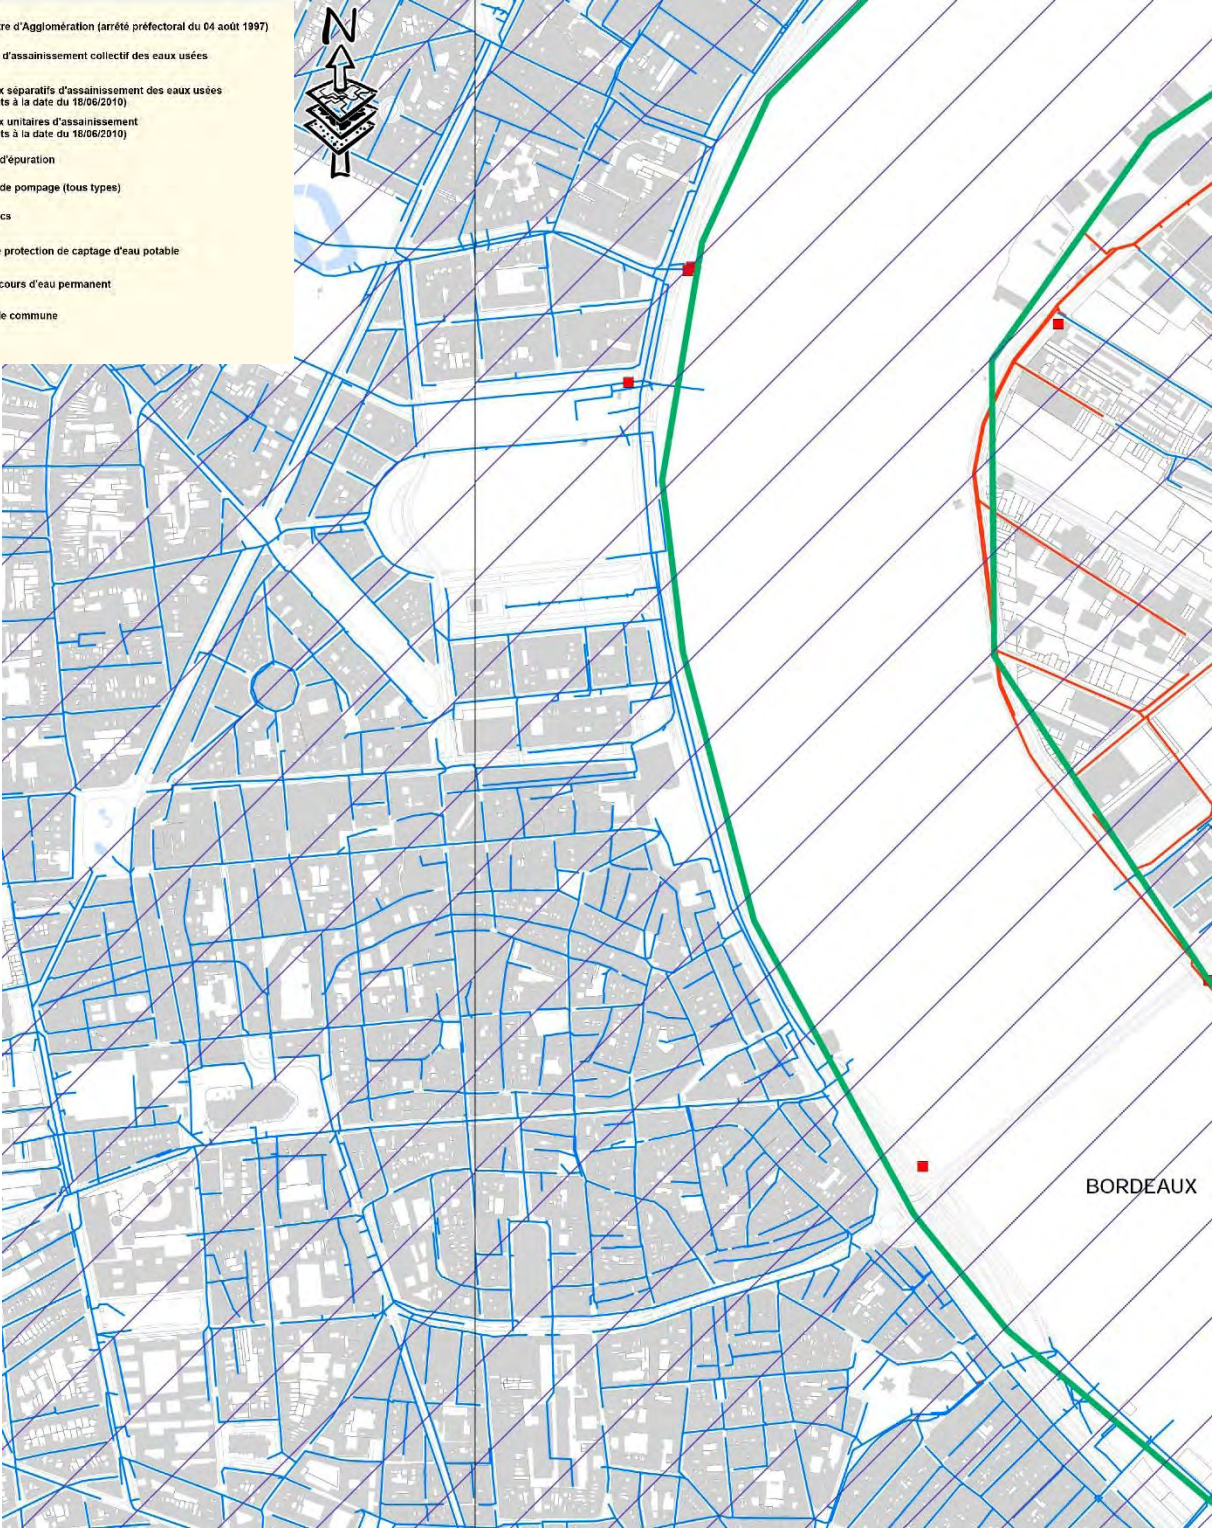 re d'Agglomération (arrêté préfectoral du 04 août 1997)
d'assainissement collectif des eaux usées
x séparatifs d'assainissement des eaux usées
ts à la date du 18/06/2010)
x unitaires d'assainissement
ts à la date du 18/06/2010)
d'épuration
de pompage (tous types)
cs
e protection de captage d'eau potable
cours d'eau permanent
de commune
N
BORDEAUX